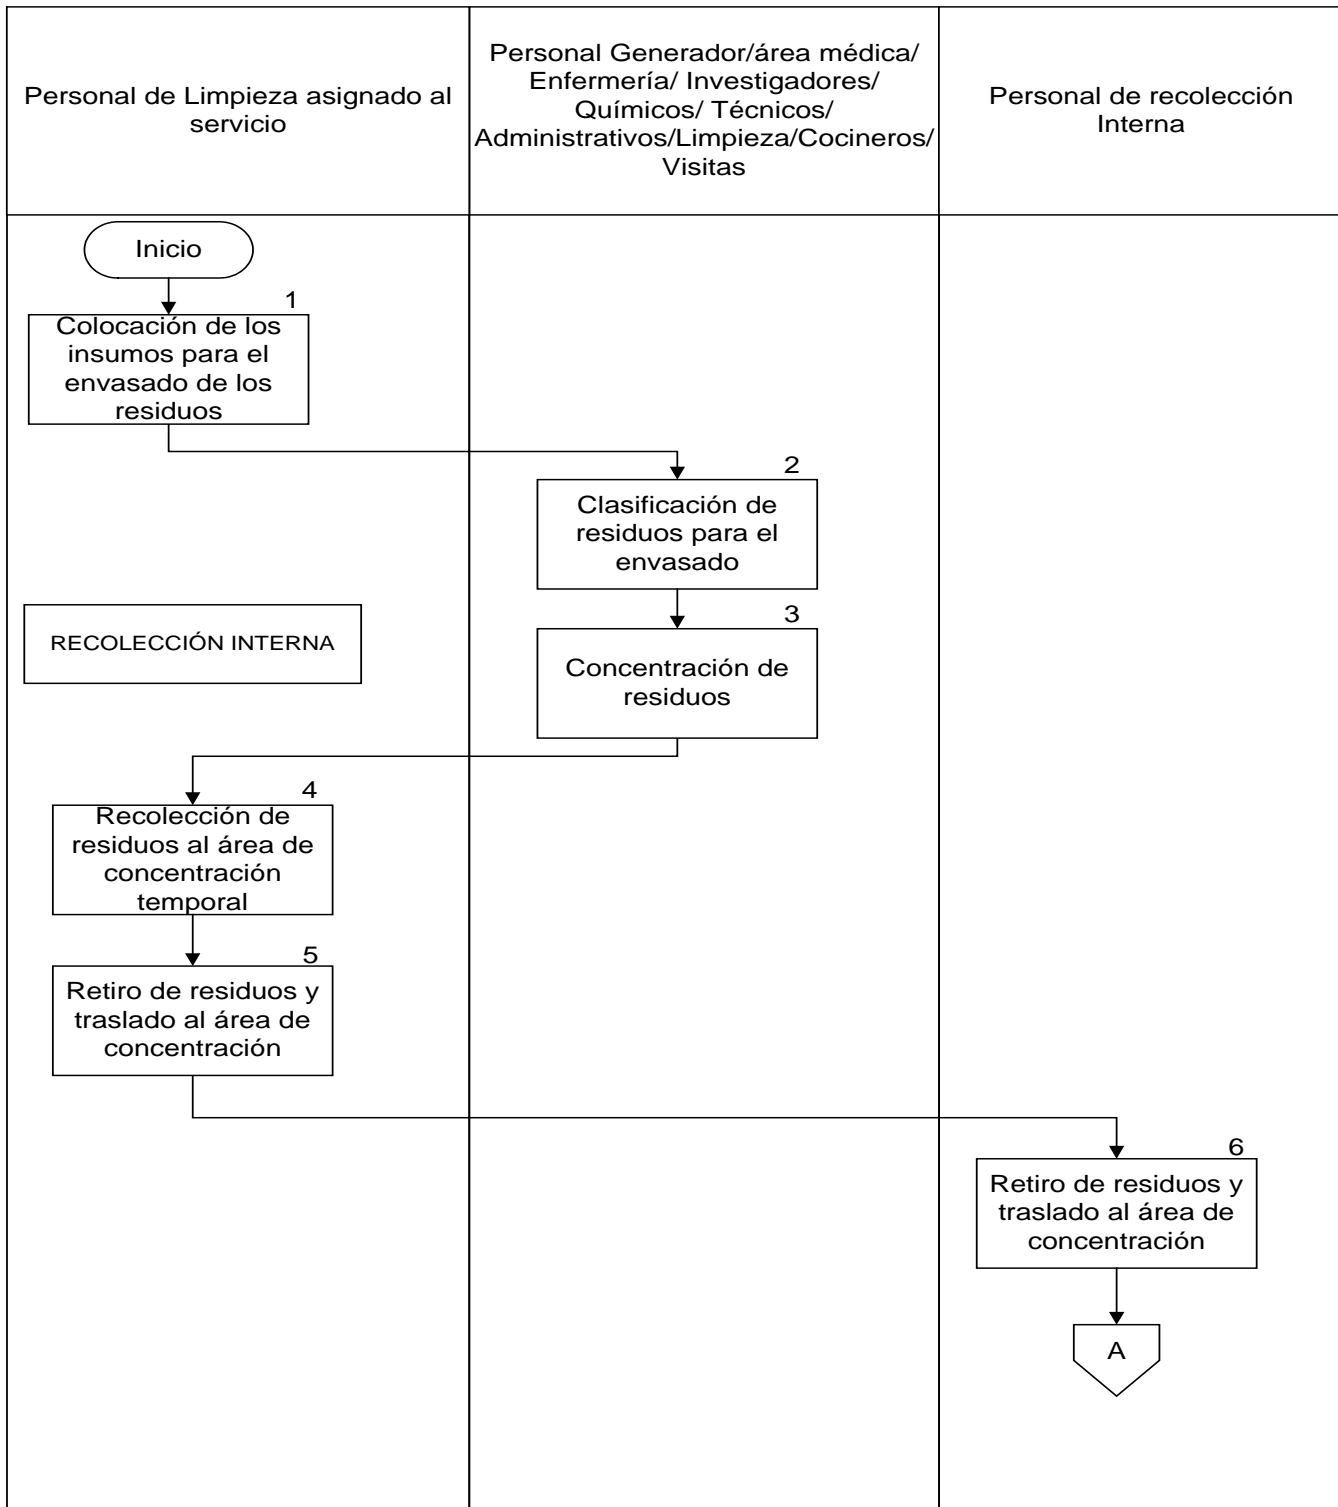 Personal de Limpieza asignado al
servicio
Personal Generador/área médica/
Enfermería/ Investigadores/
Químicos/ Técnicos/
Administrativos/Limpieza/Cocineros/
Visitas
Personal de recolección
Interna
Inicio
1
Colocación de los
insumos para el
envasado de los
residuos
2
Clasificación de
residuos para el
envasado
3
Concentración de
residuos
RECOLECCIÓN INTERNA
4
Recolección de
residuos al área de
concentración
temporal
5
Retiro de residuos y
traslado al área de
concentración
6
Retiro de residuos y
traslado al área de
concentración
A